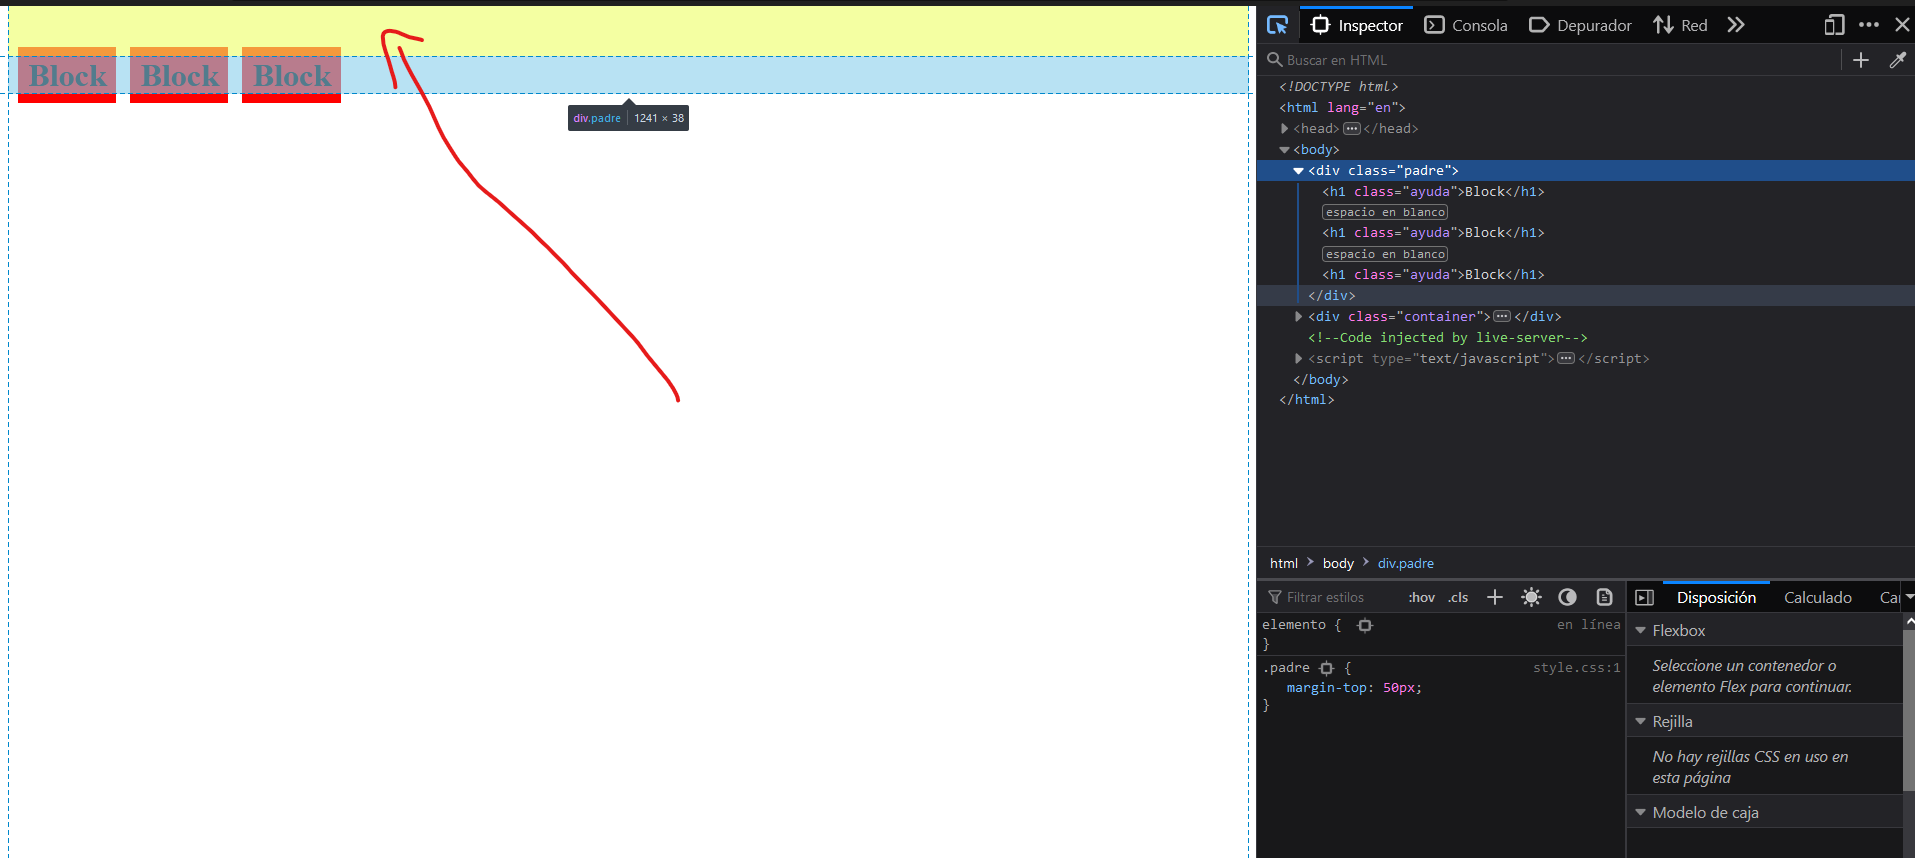 Block Block Block
div.padre 1241 × 38
Inspector Consola Depurador Red
Buscar en HTML
<!DOCTYPE html>
<html lang="en">
<head> </head>
<body>
<div class="padre">
<h1 class="ayuda">Block</h1>
espacio en blanco
<h1 class="ayuda">Block</h1>
espacio en blanco
<h1 class="ayuda">Block</h1>
</div>
<div class="container"> </div>
<!--Code injected by live-server-->
<script type="text/javascript"> </script>
</body>
</html>
html body div.padre
Filtrar estilos :hov .cls
elemento { en línea
}
.padre { style.css:1
margin-top: 50px;
}
Disposición Calculado
Flexbox
Seleccione un contenedor o
elemento Flex para continuar.
Rejilla
No hay rejillas CSS en uso en
esta página
Modelo de caja